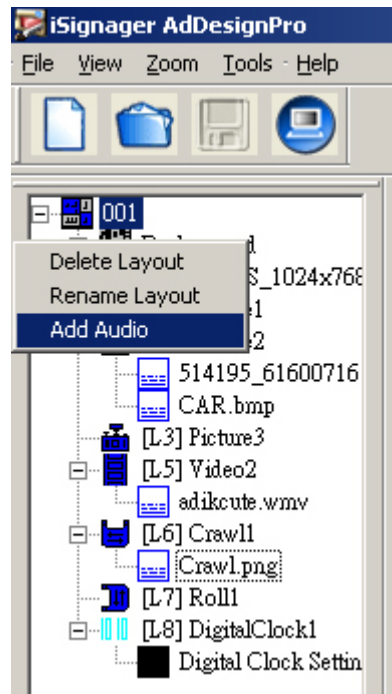 iSignager AdDesignPro
File View Zoom Tools Help
001
Delete Layout
S_1024x768
Rename Layout
Add Audio
514195_61600716
CAR.bmp
[L3] Picture3
[L5] Video2
adikcute.wmv
[L6] Crawl1
Crawl.png
[L7] Roll1
[L8] DigitalClock1
Digital Clock Settin